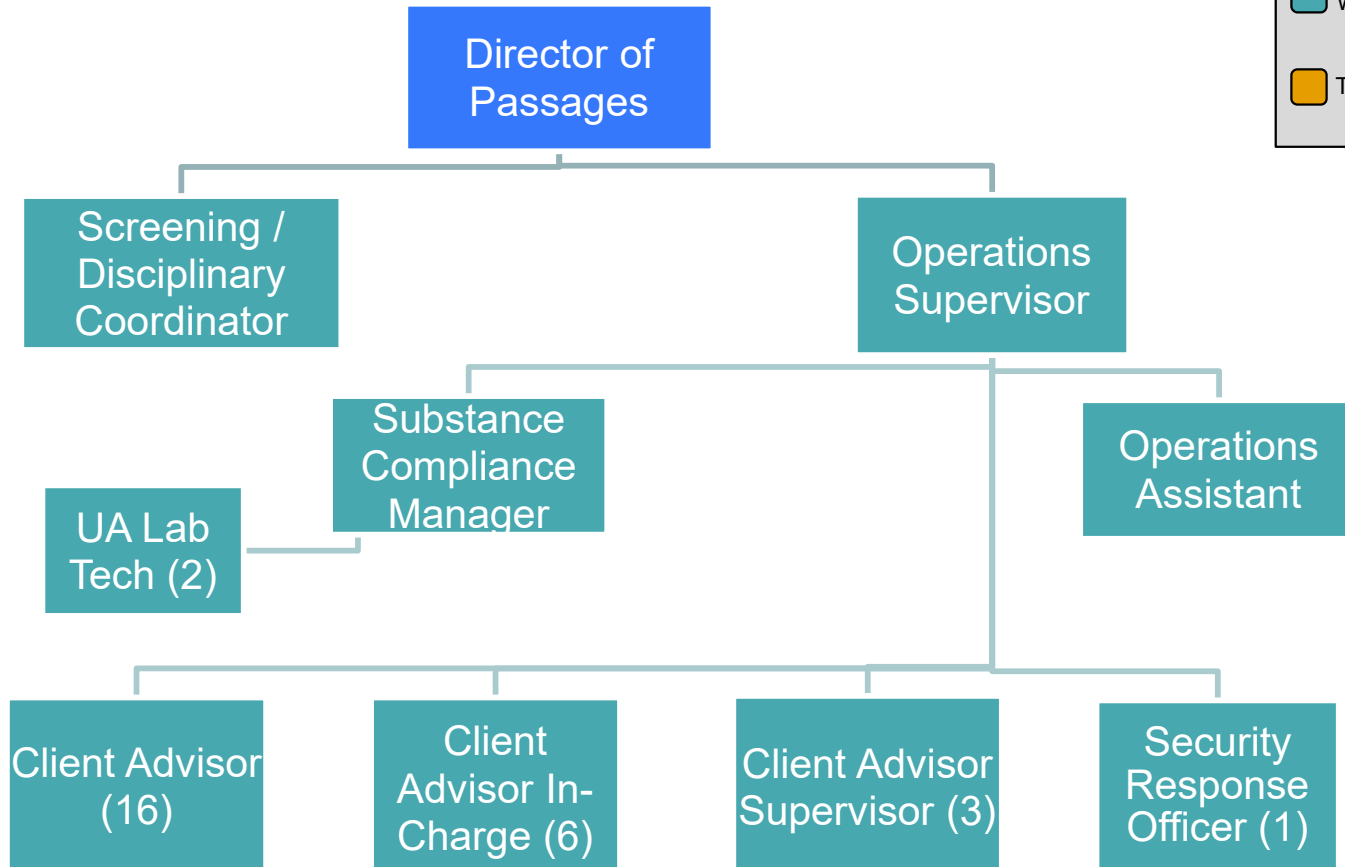 Director of
Passages
Screening /
Disciplinary
Coordinator
Operations
Supervisor
Substance
Compliance
Manager
Operations
Assistant
UA Lab
Tech (2)
Client Advisor
(16)
Client
Advisor In-
Charge (6)
Client Advisor
Supervisor (3)
Security
Response
Officer (1)